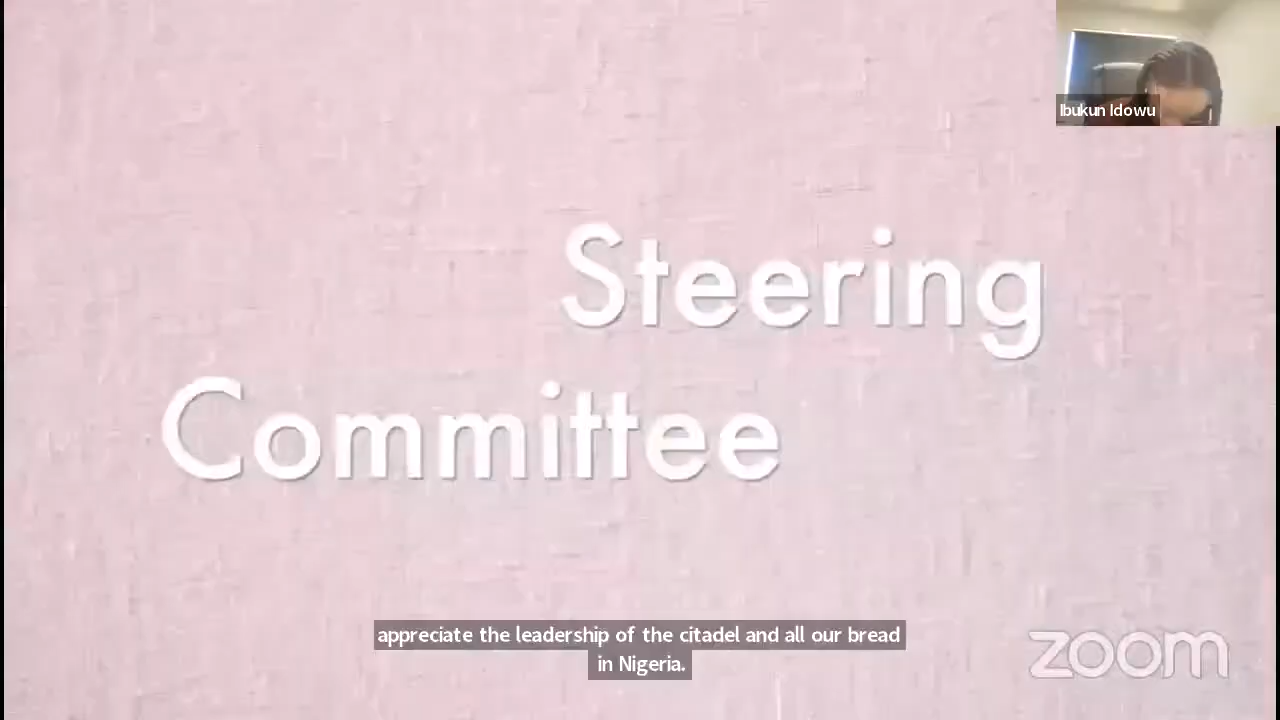 Ibukun Idowu
Steering
Committee
appreciate the leadership of the citadel and all our bread
in Nigeria.
zoom